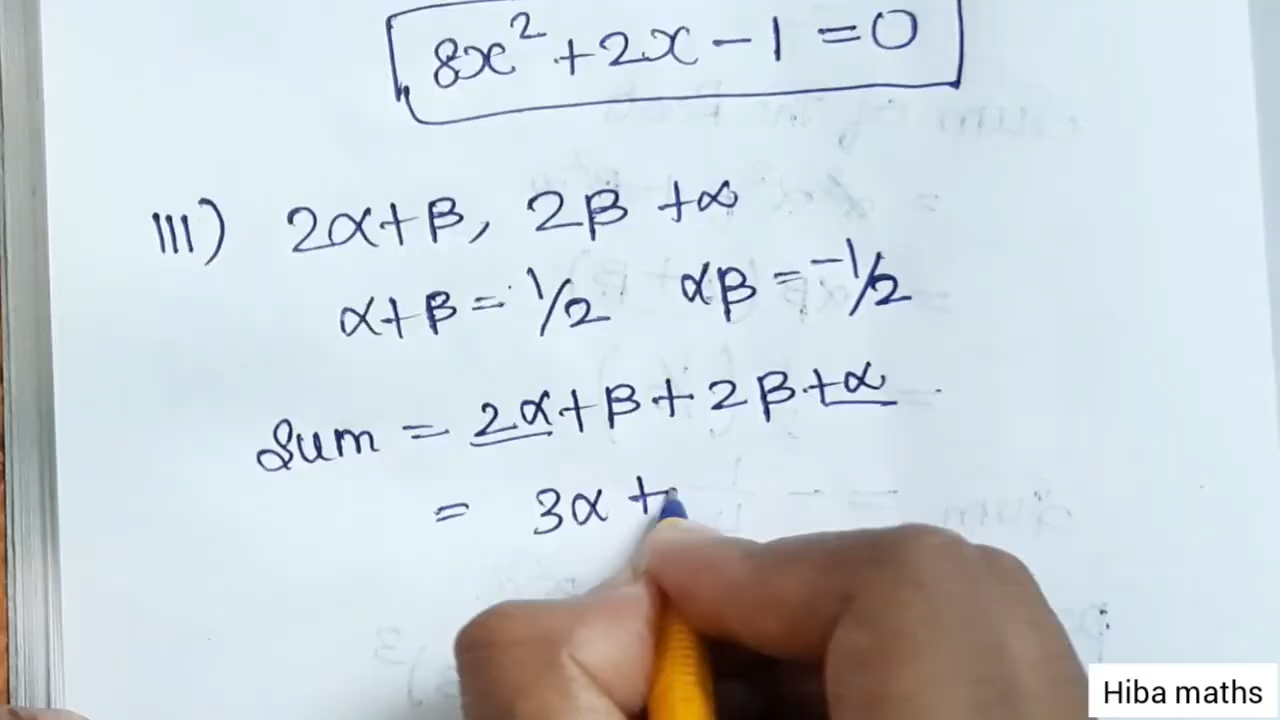 8x² + 2x - 1 = 0
III) 2α+β, 2β +α
α+β = 1/2 αβ = -1/2
Sum = 2α+β+2β+α
= 3α +
Hiba maths